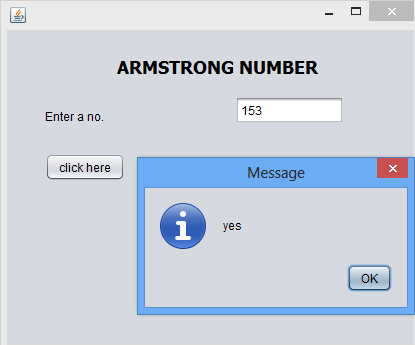 ARMSTRONG NUMBER
Enter a no.
153
click here
Message
yes
OK